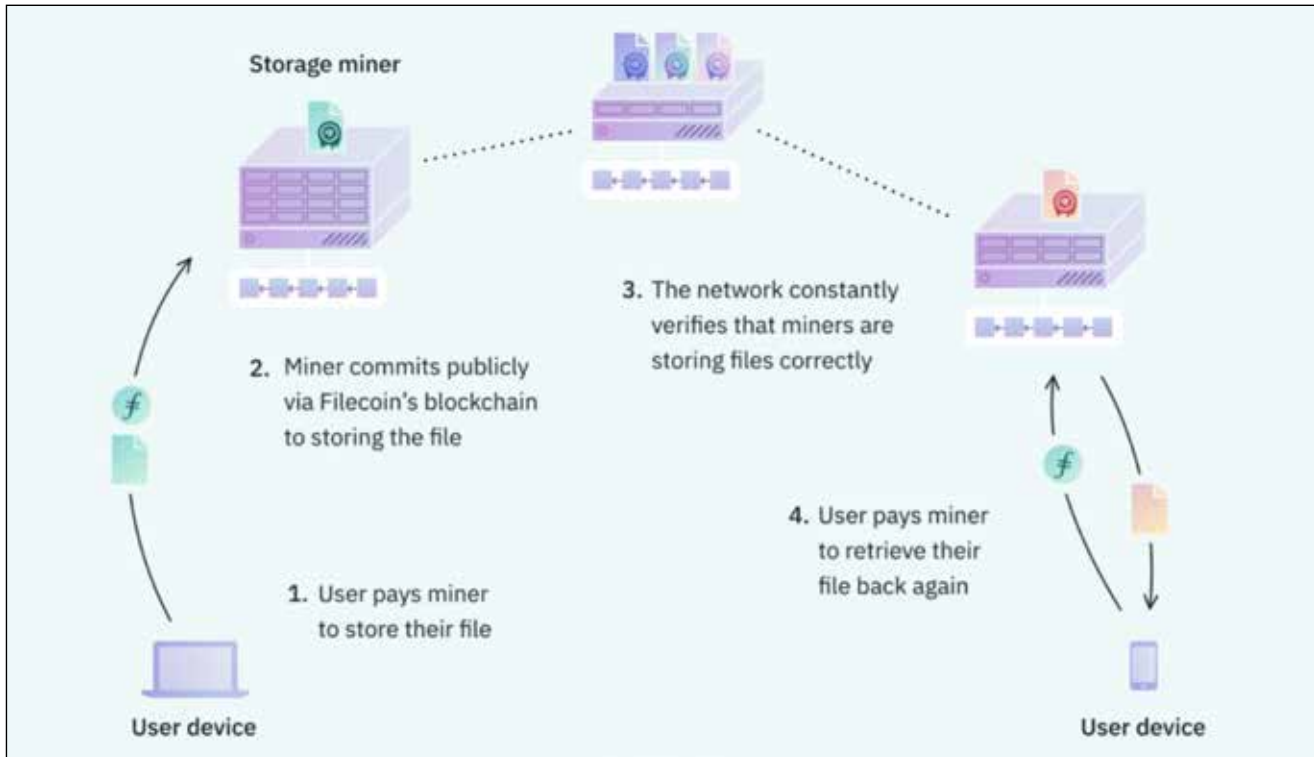 Storage miner
2. Miner commits publicly
via Filecoin's blockchain
to storing the file
3. The network constantly
verifies that miners are
storing files correctly
1. User pays miner
to store their file
4. User pays miner
to retrieve their
file back again
User device
User device